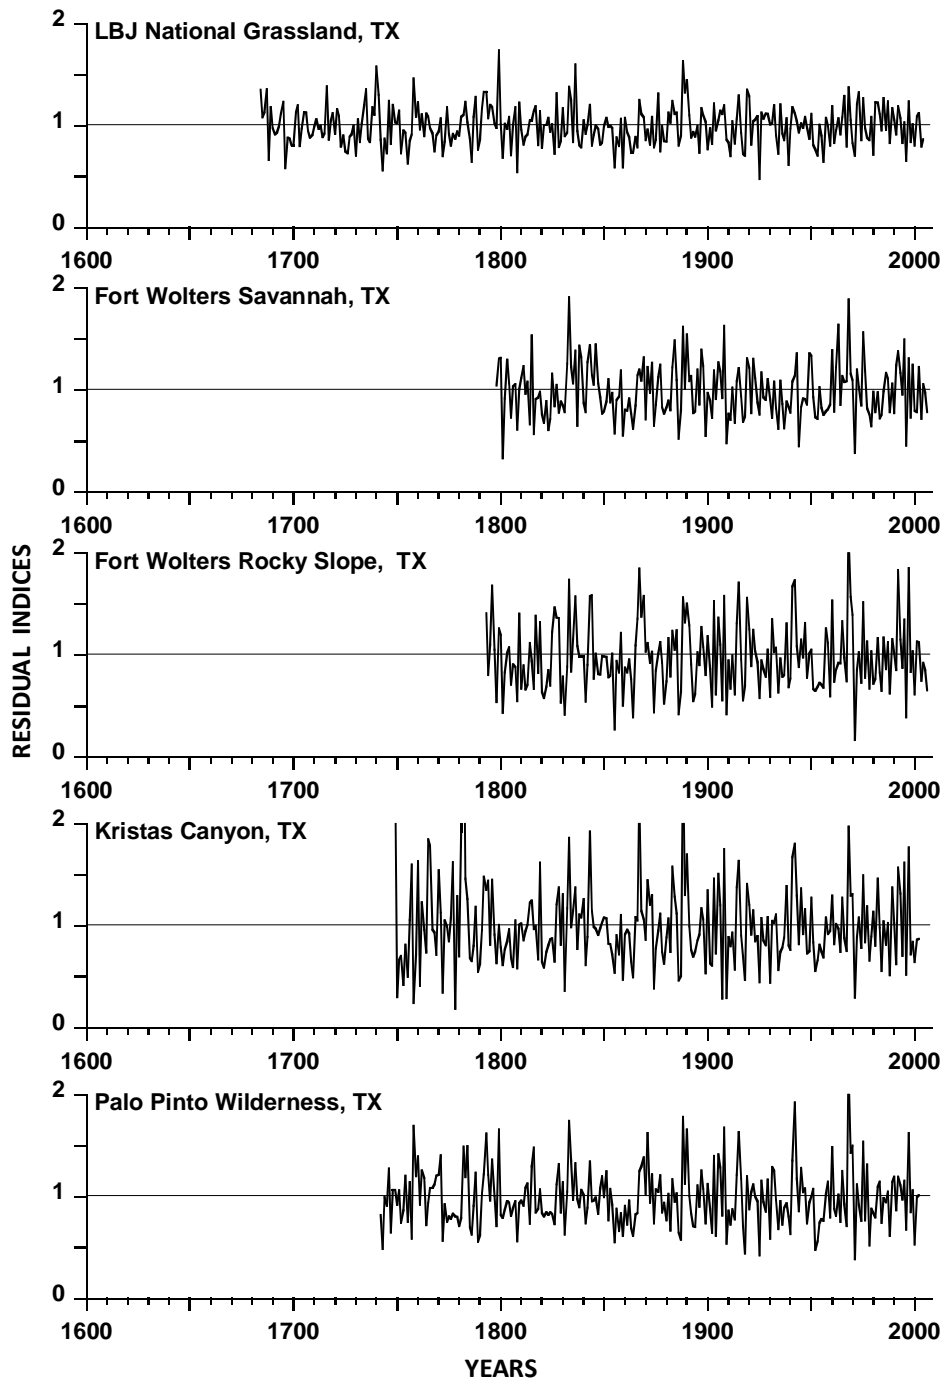 2
LBJ National Grassland, TX
1
0
1600 1700 1800 1900 2000
2
Fort Wolters Savannah, TX
1
0
1600 1700 1800 1900 2000
2
Fort Wolters Rocky Slope, TX
1
0
1600 1700 1800 1900 2000
RESIDUAL INDICES
2
Kristas Canyon, TX
1
0
1600 1700 1800 1900 2000
2
Palo Pinto Wilderness, TX
1
0
1600 1700 1800 1900 2000
YEARS